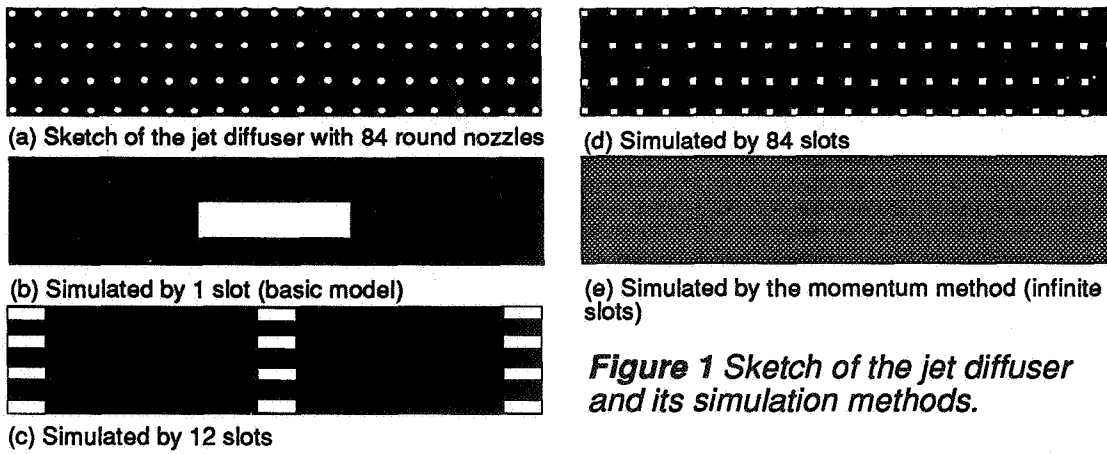 (a) Sketch of the jet diffuser with 84 round nozzles
(b) Simulated by 1 slot (basic model)
(c) Simulated by 12 slots
(d) Simulated by 84 slots
(e) Simulated by the momentum method (infinite
slots)
Figure 1 Sketch of the jet diffuser
and its simulation methods.